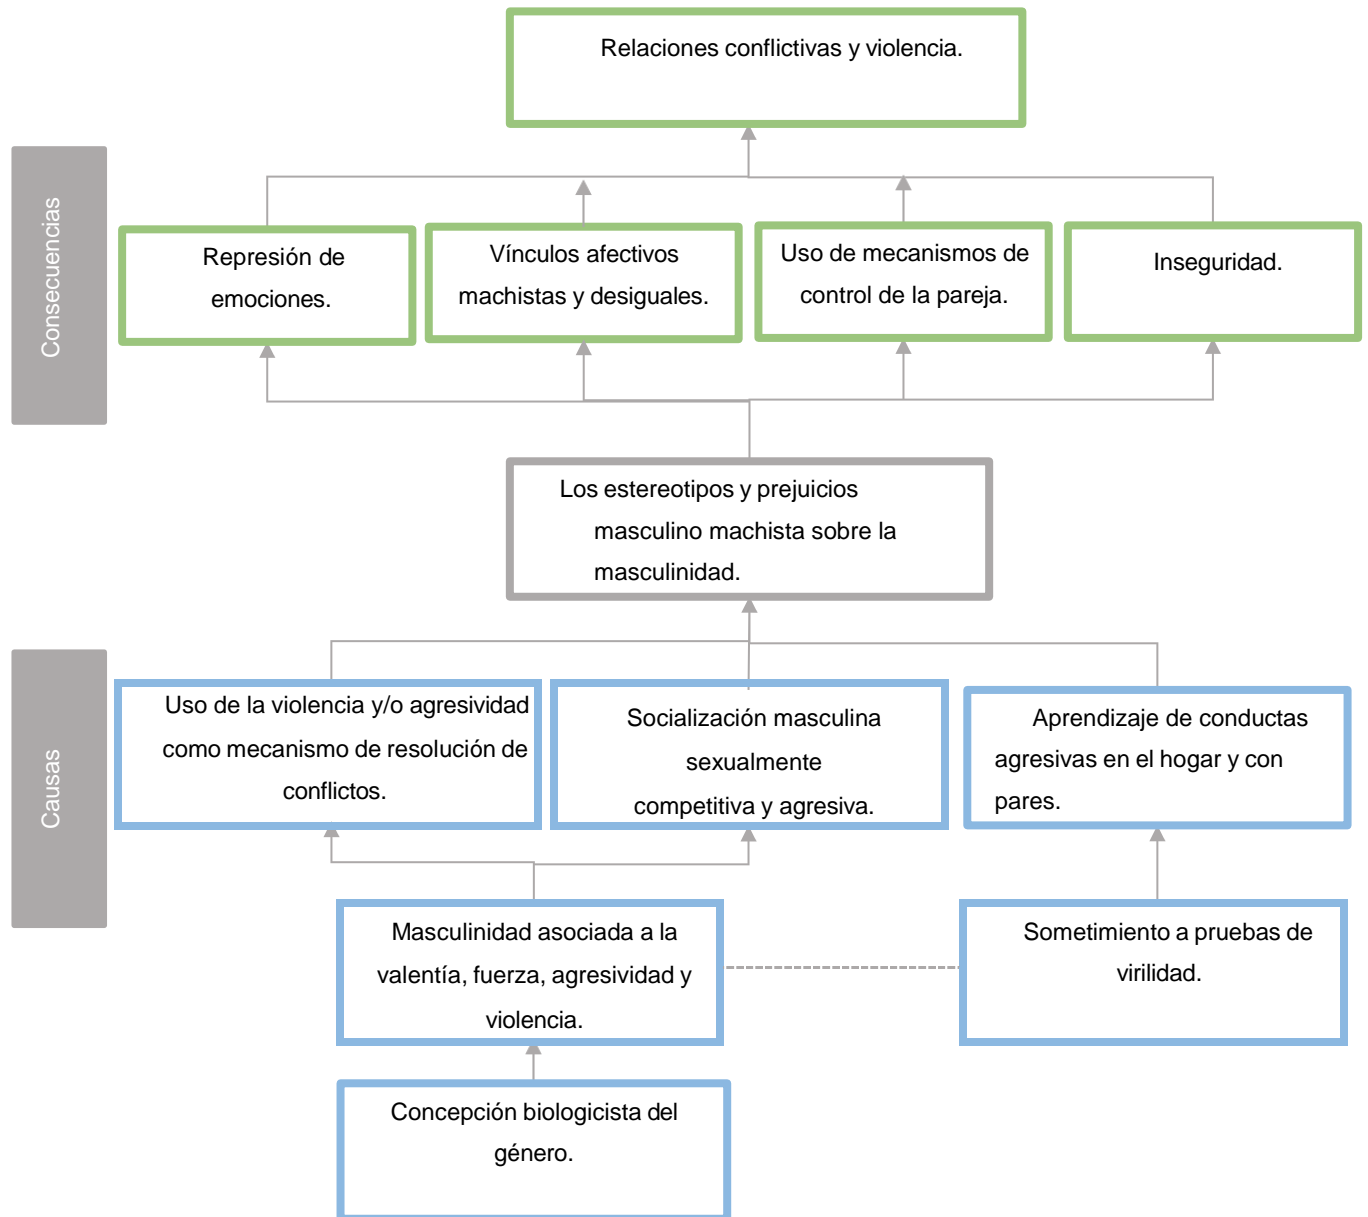 Relaciones conflictivas y violencia.
Consecuencias
Represión de
emociones.
Vínculos afectivos
machistas y desiguales.
Uso de mecanismos de
control de la pareja.
Inseguridad.
Los estereotipos y prejuicios
masculino machista sobre la
masculinidad.
Causas
Uso de la violencia y/o agresividad
como mecanismo de resolución de
conflictos.
Socialización masculina
sexualmente
competitiva y agresiva.
Aprendizaje de conductas
agresivas en el hogar y con
pares.
Masculinidad asociada a la
valentía, fuerza, agresividad y
violencia.
Sometimiento a pruebas de
virilidad.
Concepción biologicista del
género.